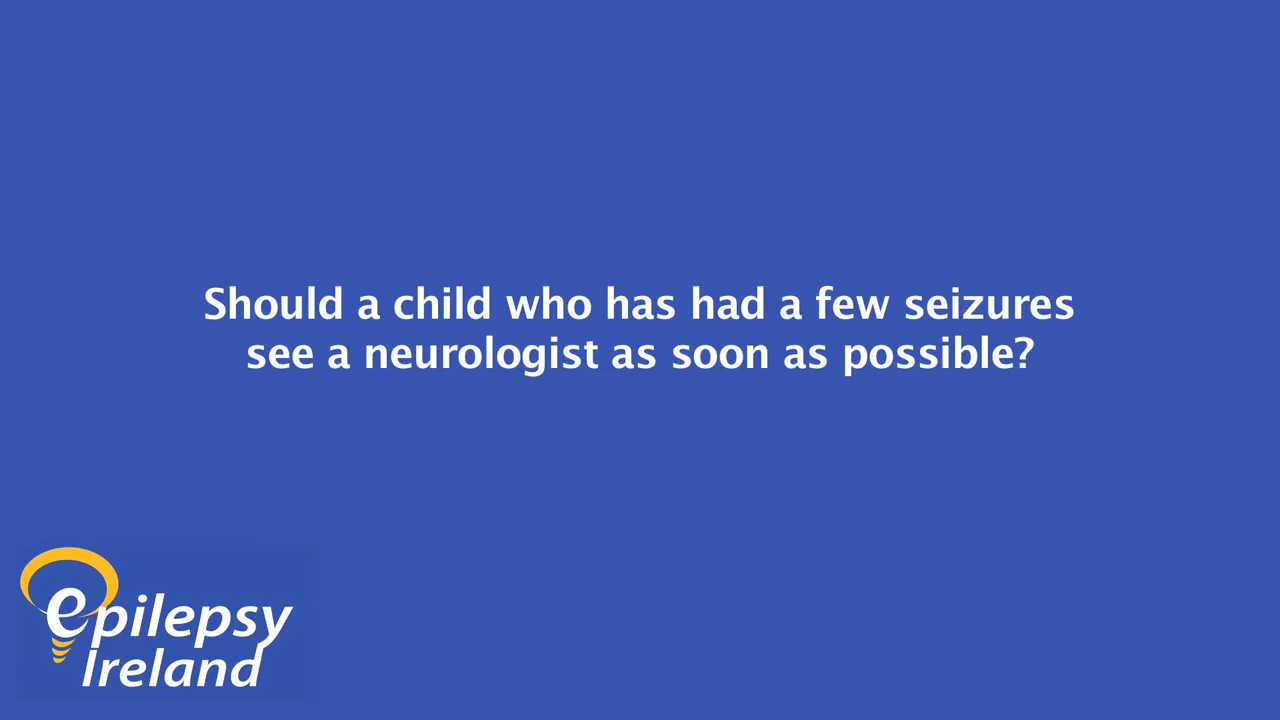 Should a child who has had a few seizures
see a neurologist as soon as possible?
epilepsy
Ireland